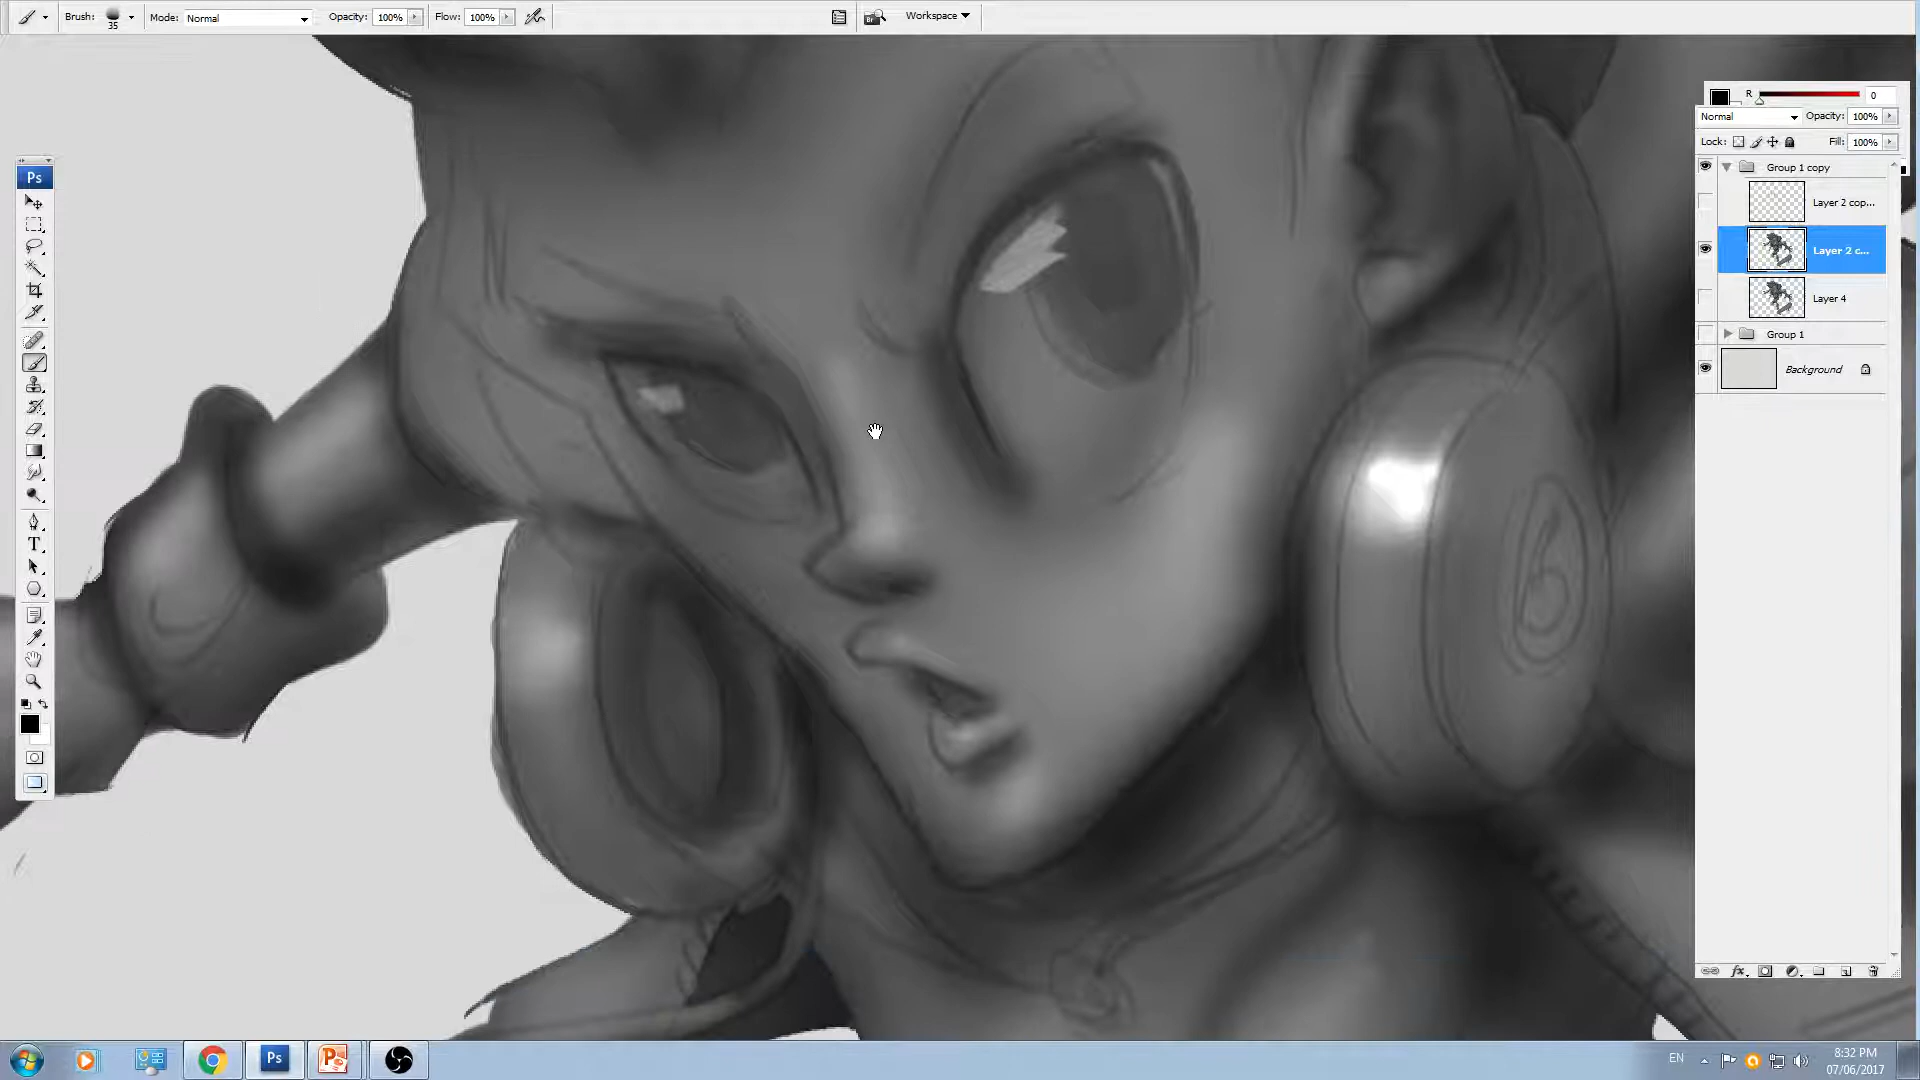 Brush: 35 Mode: Normal Opacity: 100% Flow: 100% Workspace
R 0
Normal Opacity: 100%
Lock: Fill: 100%
Group 1 copy
Layer 2 cop...
Layer 2 c...
Layer 4
Group 1
Background
Ps
T
Ps
EN 8:32 PM
07/06/2017